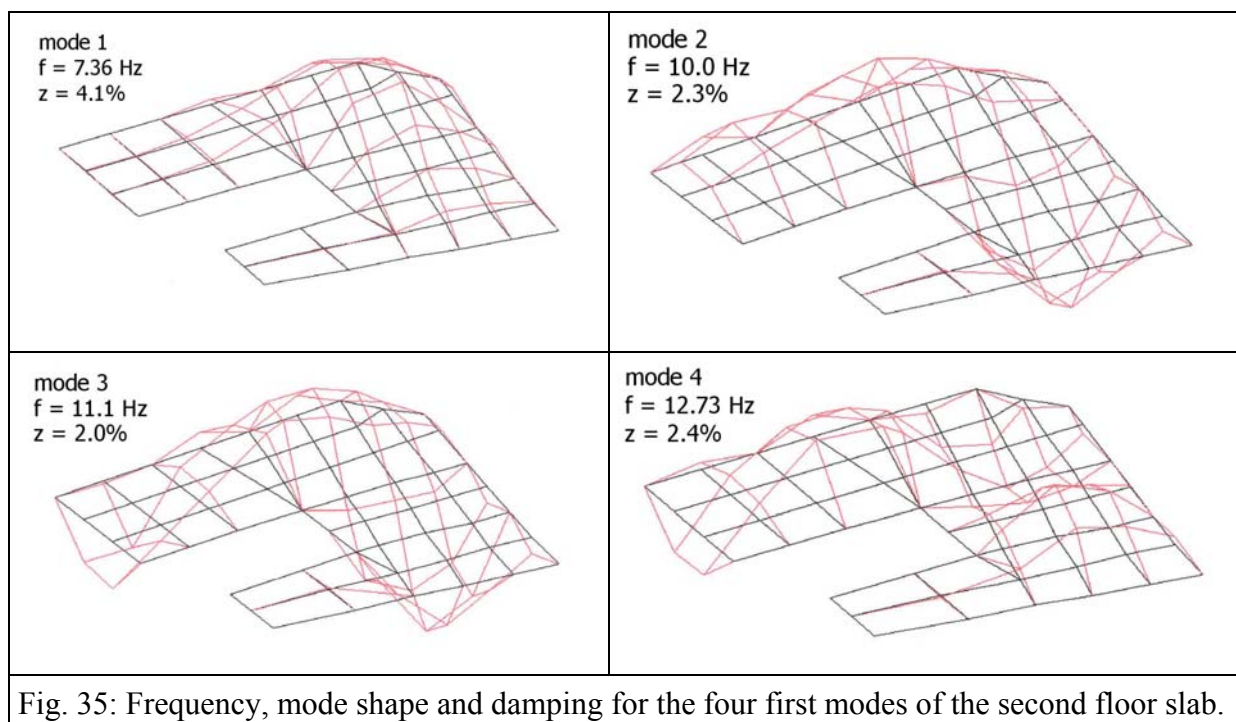 mode 1
f = 7.36 Hz
z = 4.1%
mode 2
f = 10.0 Hz
z = 2.3%
mode 3
f = 11.1 Hz
z = 2.0%
mode 4
f = 12.73 Hz
z = 2.4%
Fig. 35: Frequency, mode shape and damping for the four first modes of the second floor slab.